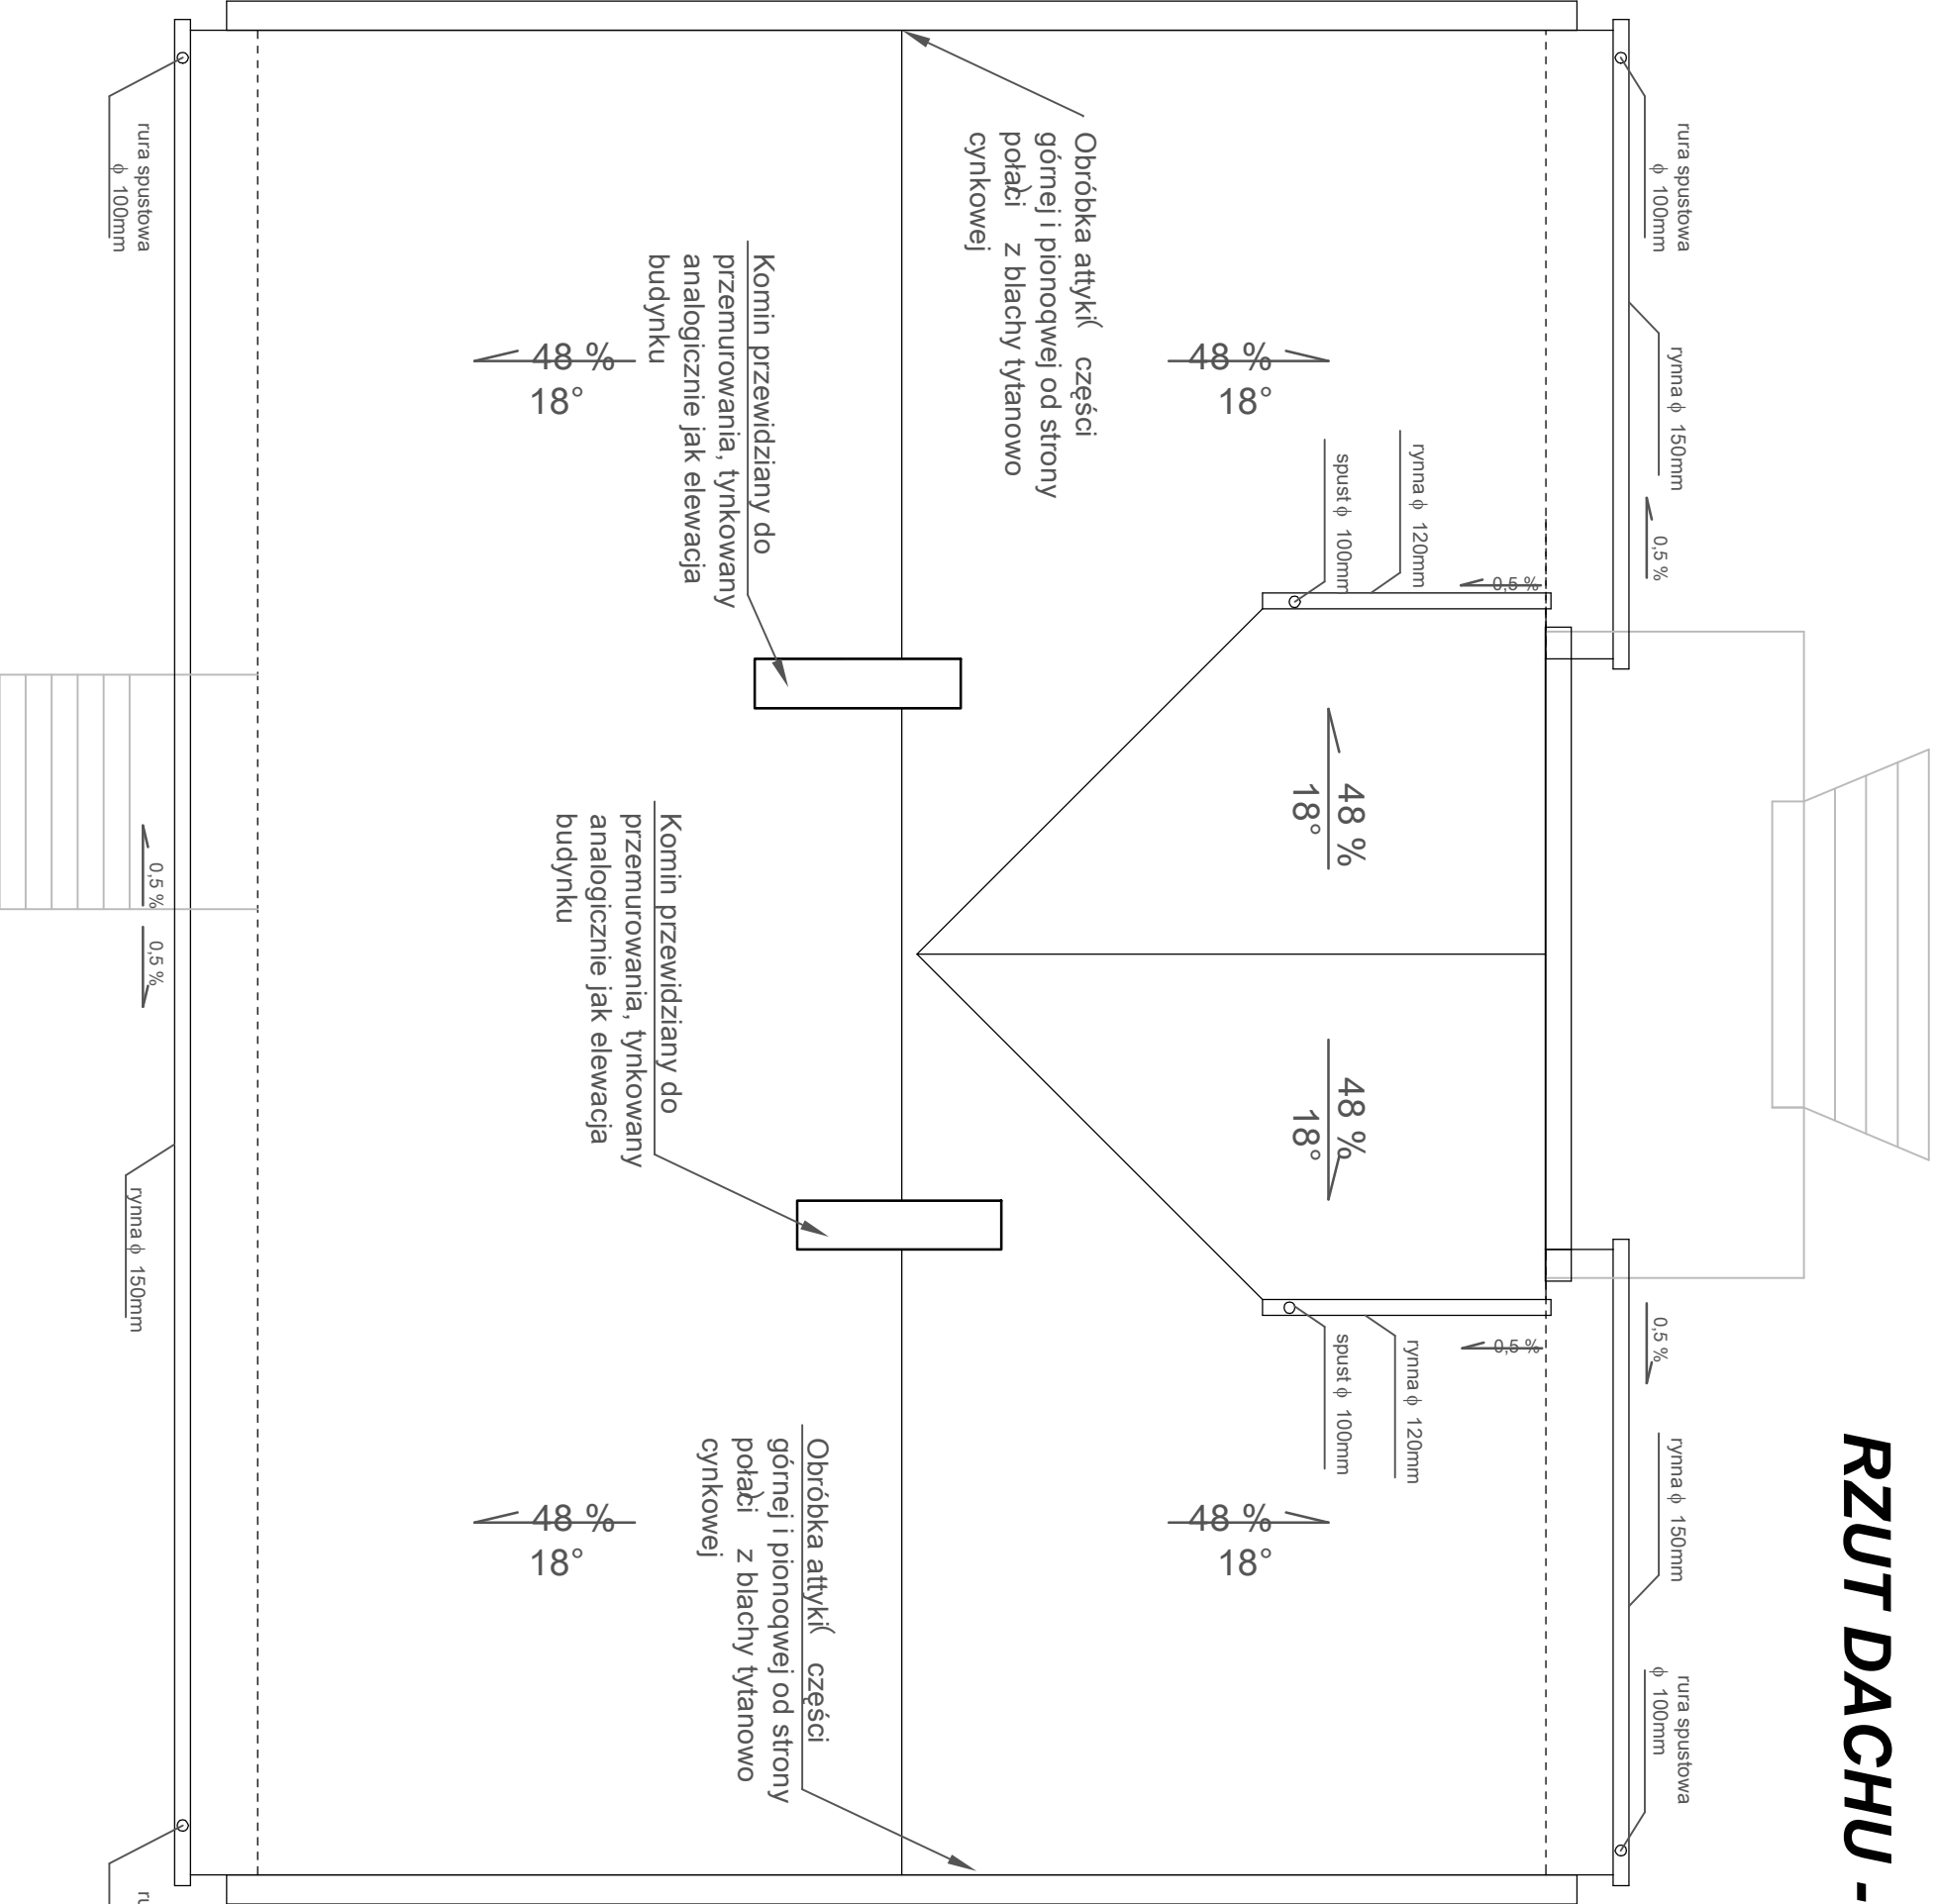 RZUT DACHU -
rura spustowa
ϕ 100mm
rynna ϕ 150mm
0,5 %
0,5 %
rynna ϕ 150mm
rura spustowa
ϕ 100mm
rynna ϕ 120mm
spust ϕ 100mm
0,5 %
48 %
18°
48 %
18°
0,5 %
rynna ϕ 120mm
spust ϕ 100mm
48 %
18°
48 %
18°
Obróbka attyki( części
górnej i pionoqwej od strony
połaci) z blachy tytanowo
cynkowej
Komin przewidziany do
przemurowania, tynkowany
analogicznie jak elewacja
budynku
Komin przewidziany do
przemurowania, tynkowany
analogicznie jak elewacja
budynku
Obróbka attyki( części
górnej i pionoqwej od strony
połaci) z blachy tytanowo
cynkowej
48 %
18°
48 %
18°
rura spustowa
ϕ 100mm
0,5 %
0,5 %
rynna ϕ 150mm
ru